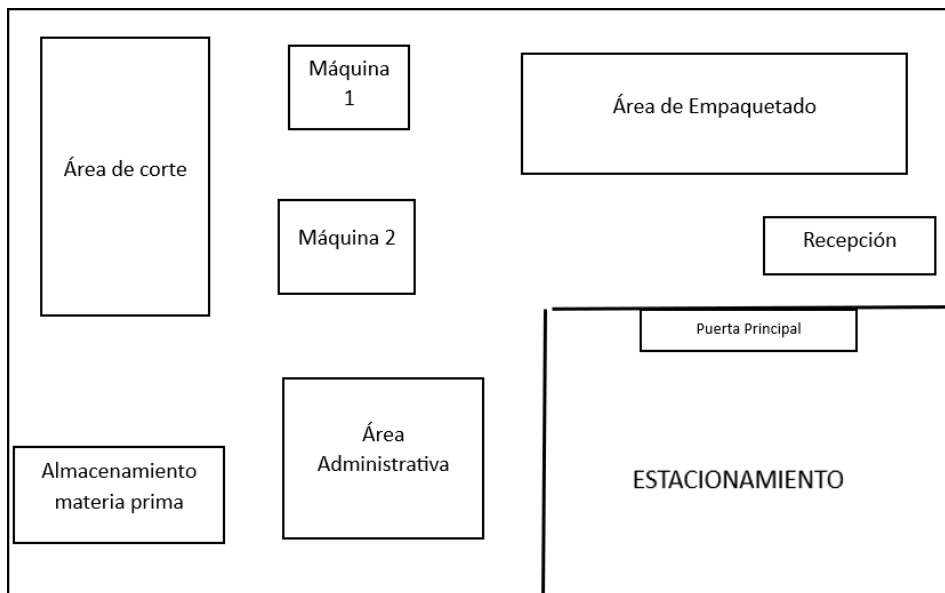 Máquina
1
Área de Empaquetado
Área de corte
Máquina 2
Recepción
Puerta Principal
Área
Administrativa
Almacenamiento
materia prima
ESTACIONAMIENTO